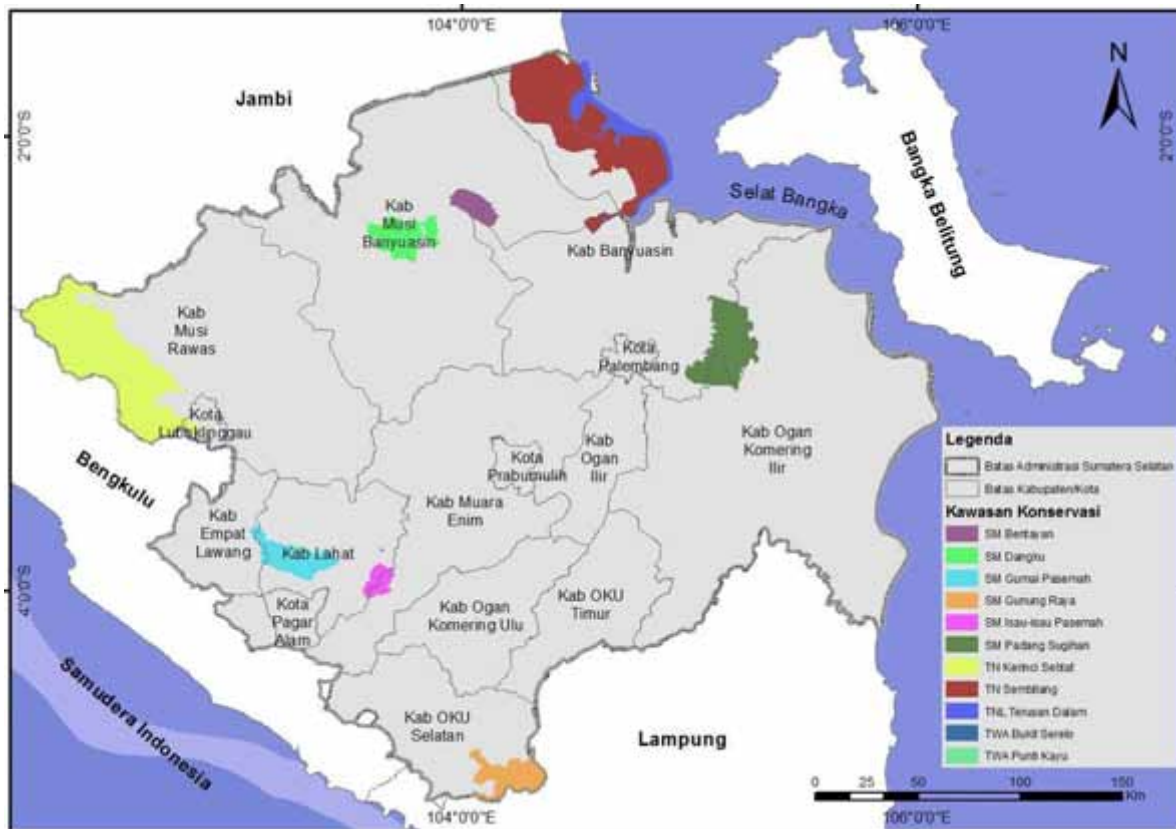 104°0'0"E
106°0'0"E
N
Jambi
2°0'0"S
2°0'0"S
Bangka Belitung
Selat Bangka
Kab
Musi
Banyuasin
Kab Banyuasin
Kab
Musi
Rawas
Kota
Palembang
Kota
Lubuklinggau
Bengkulu
Kab
Ogan
Ilir
Kota
Prabumulih
Kab Ogan
Komering
Ilir
Kab Muara
Enim
Kab
Empat
Lawang
Kab Lahat
4°0'0"S
4°0'0"S
Kota
Pagar
Alam
Kab Ogan
Komering Ulu
Kab OKU
Timur
Samudera Indonesia
Kab OKU
Selatan
Lampung
Legenda
Batas Administrasi Sumatera Selatan
Batas Kabupaten/Kota
Kawasan Konservasi
SM Bentayan
SM Dangku
SM Gumai Pasemah
SM Gunung Raya
SM Isau-isau Pasemah
SM Padang Sugihan
TN Kerinci Seblat
TN Sembilang
TNL Terusan Dalam
TWA Bukit Serelo
TWA Punti Kayu
0 25 50 100 150
Km
104°0'0"E
106°0'0"E